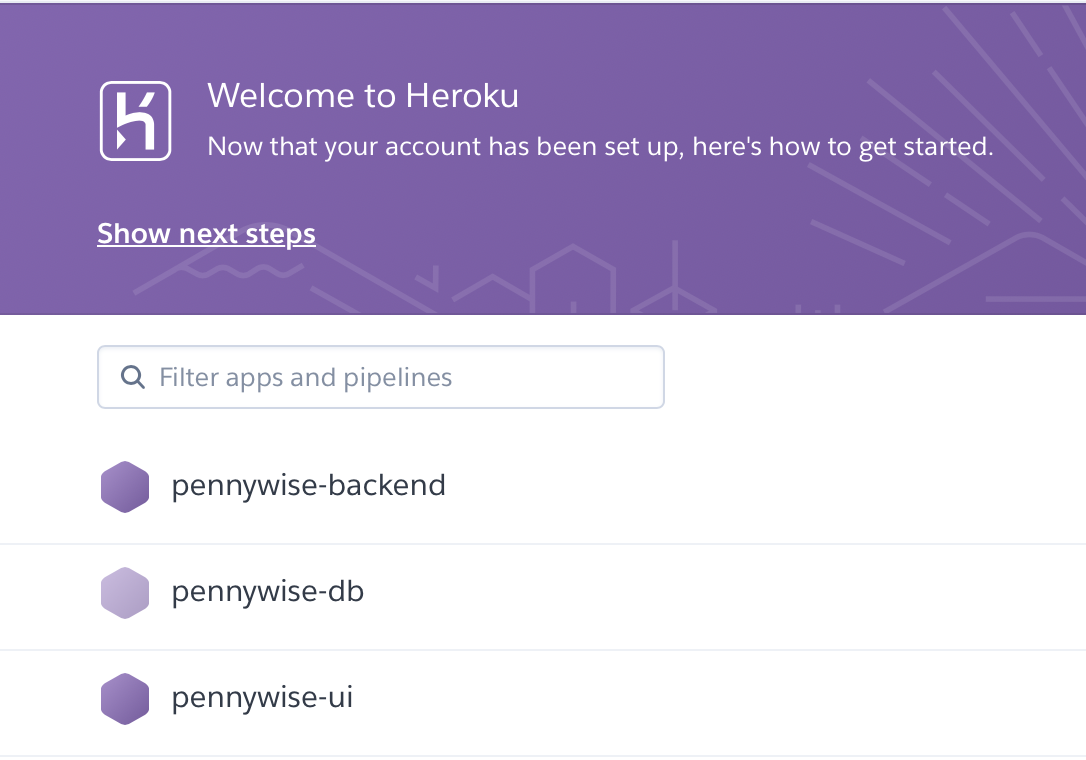 Welcome to Heroku
Now that your account has been set up, here's how to get started.
Show next steps
Filter apps and pipelines
pennywise-backend
pennywise-db
pennywise-ui